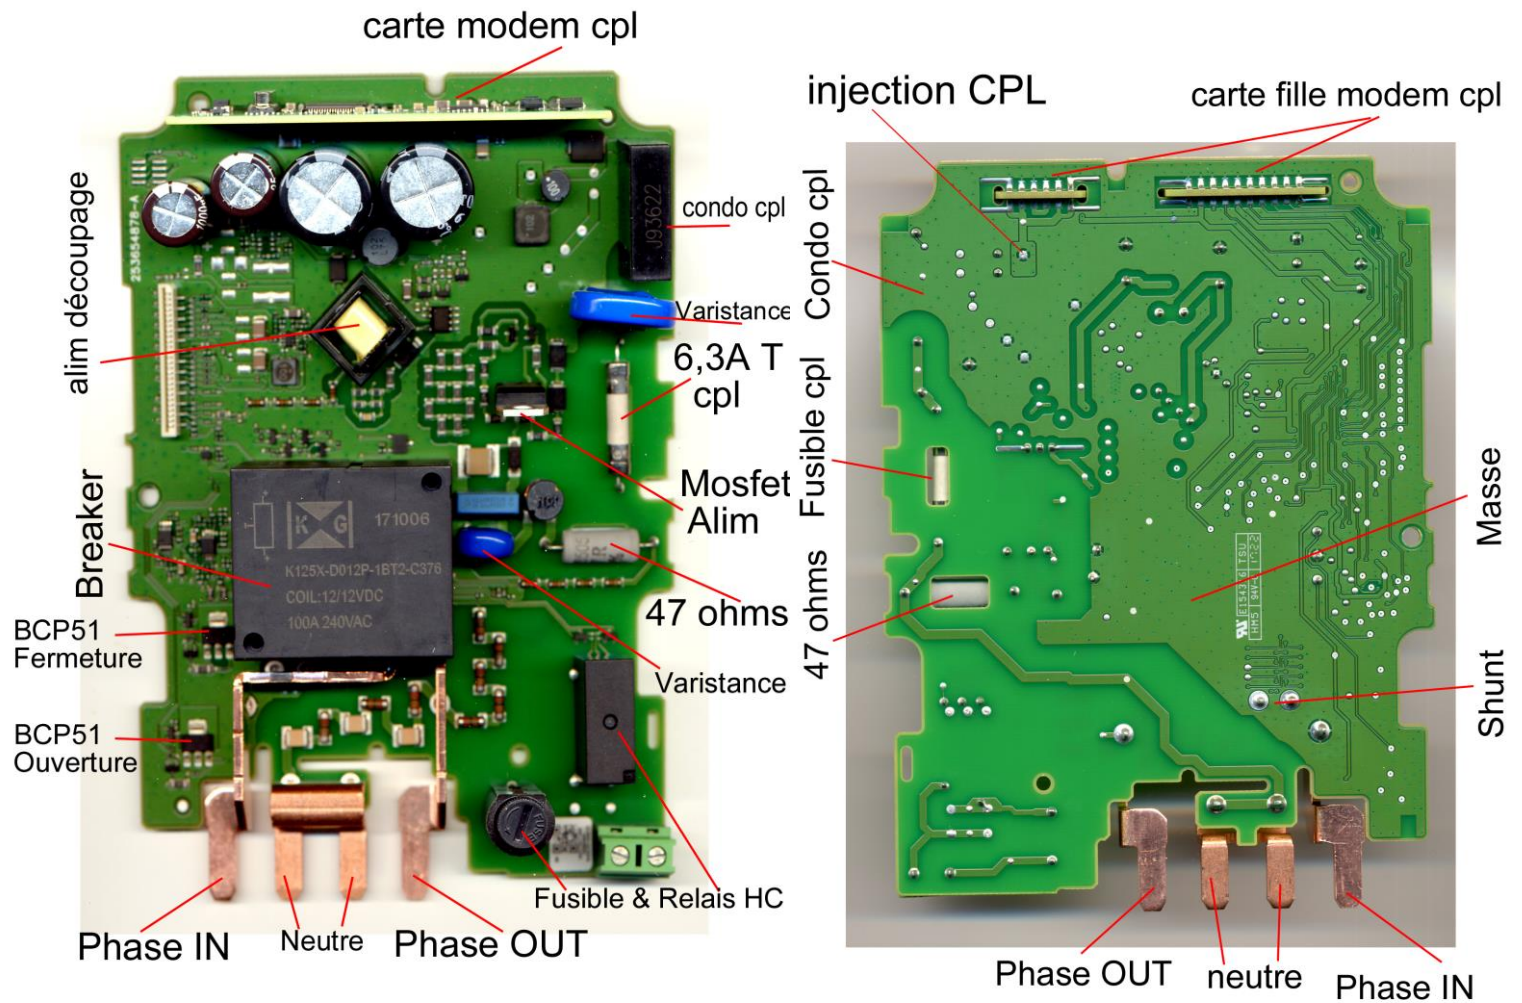 carte modem cpl
injection CPL
carte fille modem cpl
alim découpage
253654878-A
J93622
condo cpl
Condo cpl
Varistance
6,3A T
cpl
Fusible cpl
Mosfet
Alim
Masse
Breaker
K G
171006
K125X-D012P-1BT2-C376
COIL:12/12VDC
100A 240VAC
47 ohms
47 ohms
BCP51
Fermeture
Varistance
Shunt
BCP51
Ouverture
FUSE
Fusible & Relais HC
Phase IN
Neutre
Phase OUT
Phase OUT
neutre
Phase IN